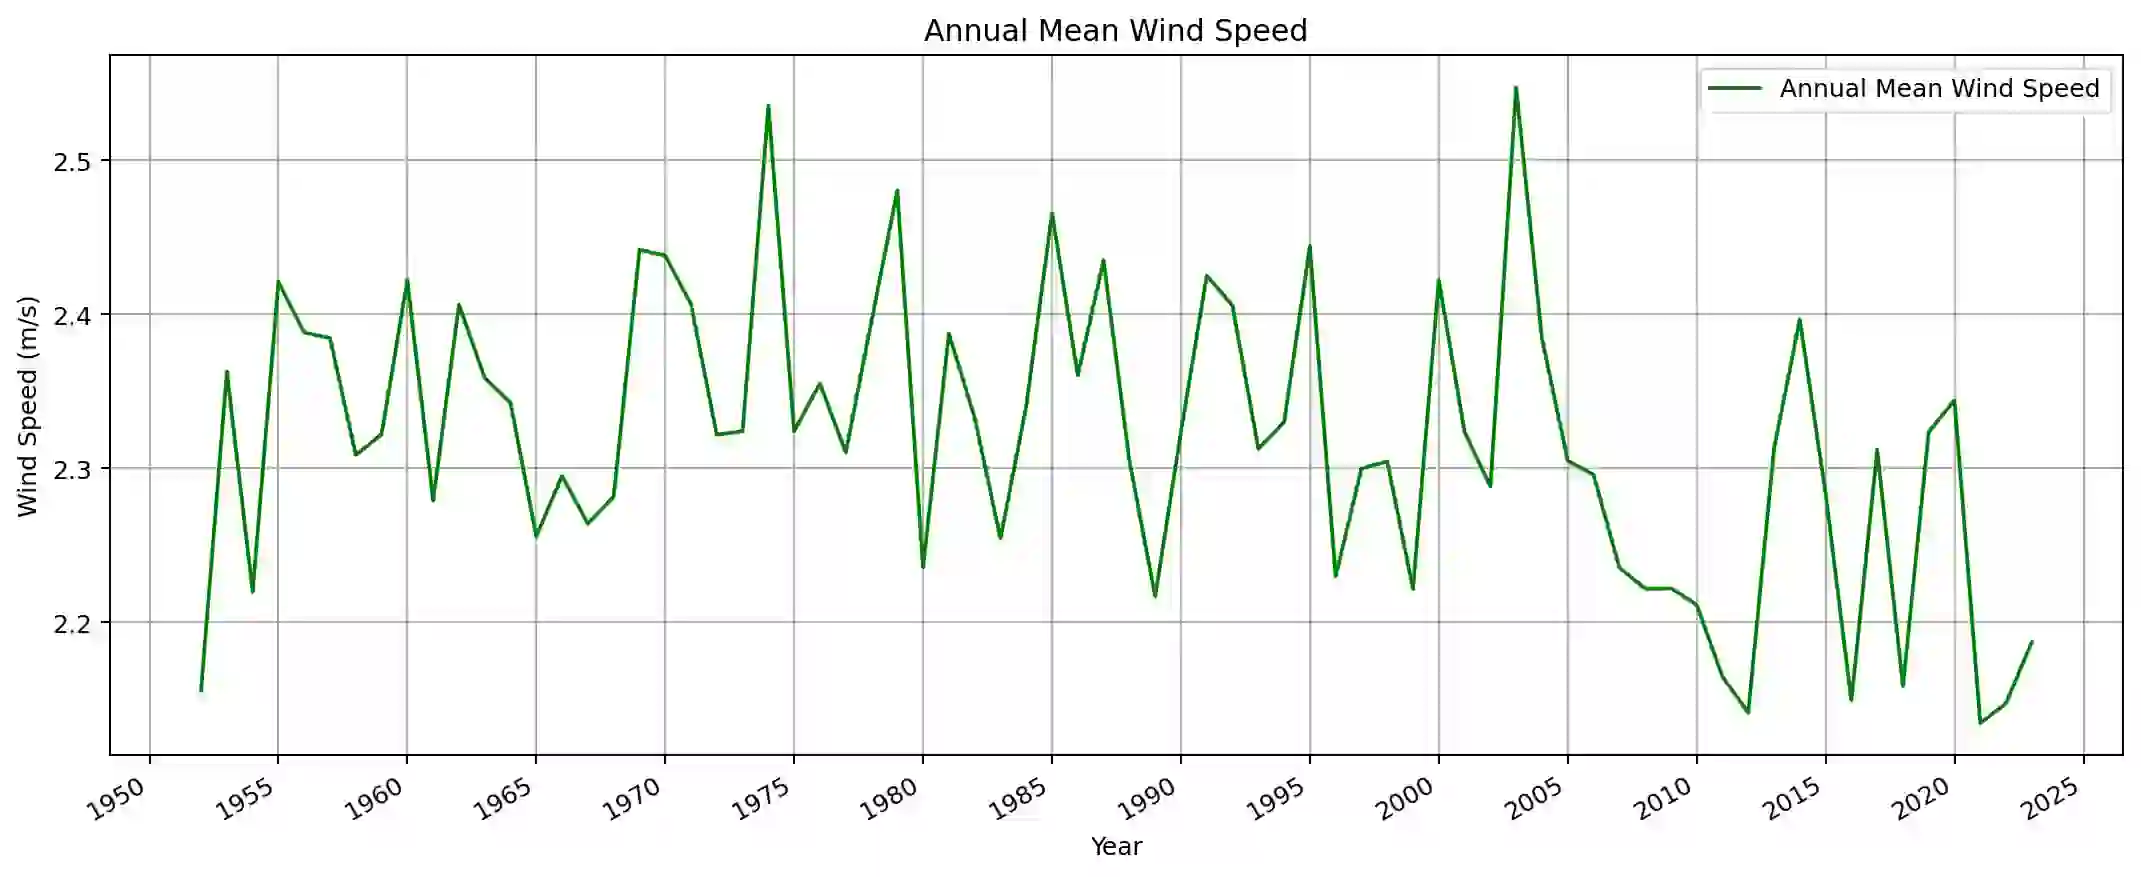 Annual Mean Wind Speed
Annual Mean Wind Speed
2.5
2.4
2.3
2.2
Wind Speed (m/s)
1950 1955 1960 1965 1970 1975 1980 1985 1990 1995 2000 2005 2010 2015 2020 2025
Year